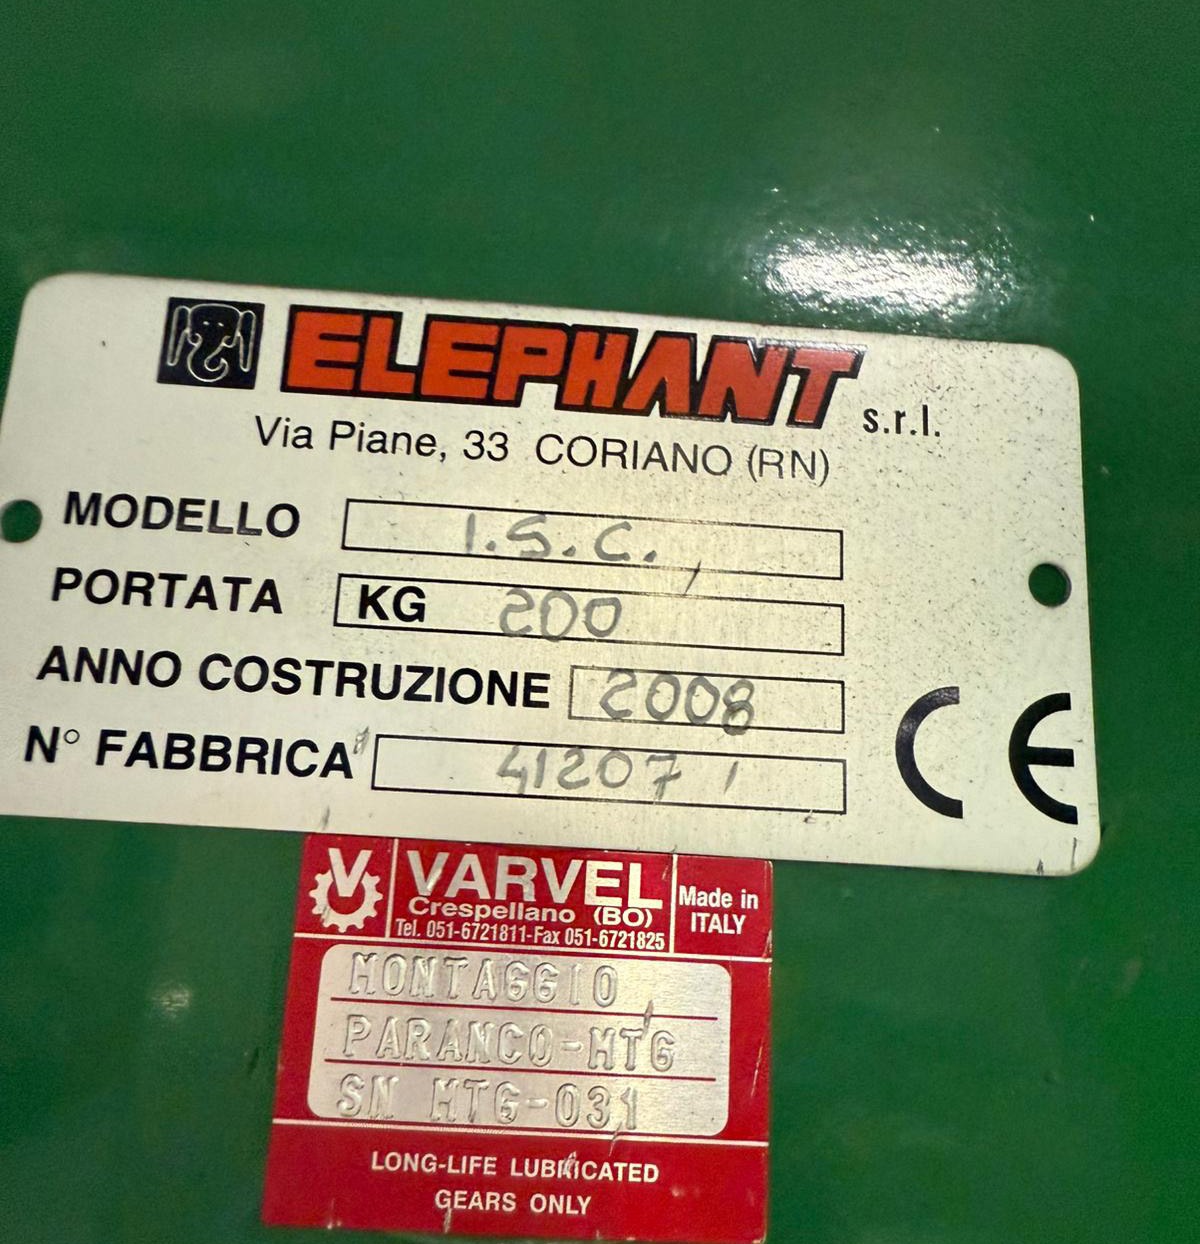 ELEPHANT s.r.l.
Via Piane, 33 CORIANO (RN)
MODELLO I.S.C.
PORTATA KG 200
ANNO COSTRUZIONE 2008
N° FABBRICA 41207
CE
V VARVEL
Crespellano (BO)
Tel. 051-6721811-Fax 051-6721825
Made in
ITALY
MONTAGGIO
PARANCO-MTG
SN MTG-031
LONG-LIFE LUBRICATED
GEARS ONLY